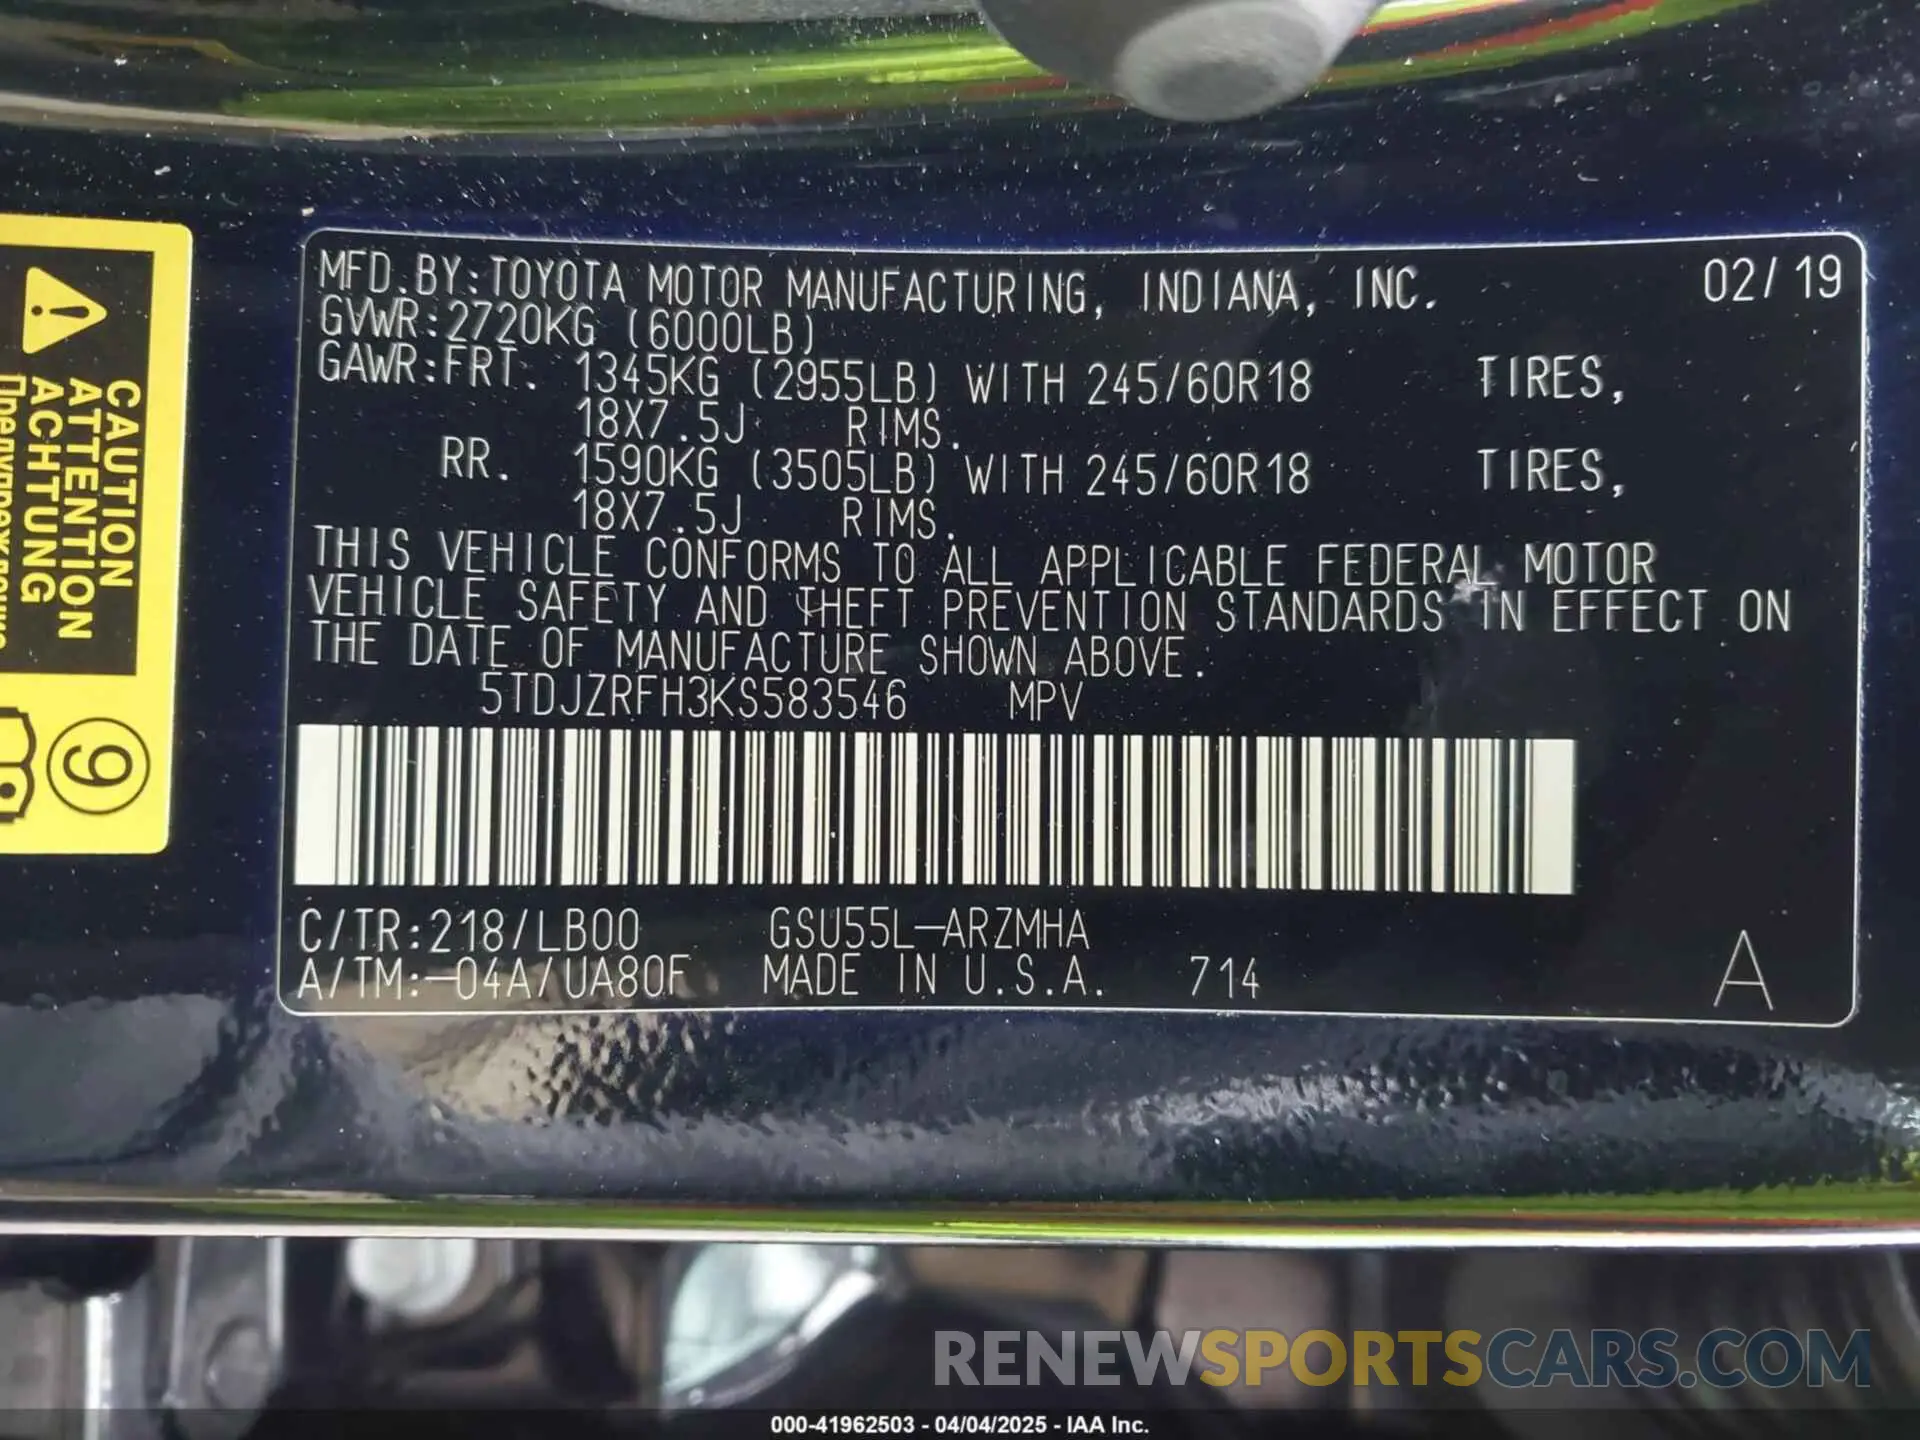 MFD.BY:TOYOTA MOTOR MANUFACTURING, INDIANA, INC. 02/19
GVWR:2720KG (6000LB)
GAWR:FRT. 1345KG (2955LB) WITH 245/60R18 TIRES,
18X7.5J RIMS.
RR. 1590KG (3505LB) WITH 245/60R18 TIRES,
18X7.5J RIMS.
THIS VEHICLE CONFORMS TO ALL APPLICABLE FEDERAL MOTOR
VEHICLE SAFETY AND THEFT PREVENTION STANDARDS IN EFFECT ON
THE DATE OF MANUFACTURE SHOWN ABOVE.
5TDJZRFH3KS583546 MPV
C/TR:218/LB00 GSU55L-ARZMHA
A/TM:-04A/UA80F MADE IN U.S.A. 714 A
CAUTION
ATTENTION
ACHTUNG
9
RENEWSPORTSCARS.COM
000-41962503 - 04/04/2025 - IAA Inc.